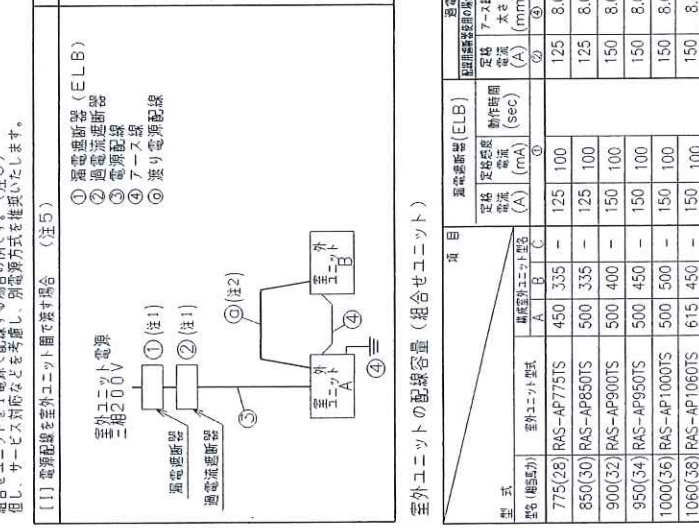 但し、サービス対応などを考慮し、別電源方式を推奨いたします。
[1] 電源配線を室外ユニット間で渡す場合 (注5)
室外ユニット電源
三相200V
漏電遮断器
過電流遮断器
①(注1)
②(注1)
③
ⓞ(注2)
室外ユニットA
室外ユニットB
④
④
① 漏電遮断器(ELB)
② 過電流遮断器
③ 電源配線
④ アース線
ⓞ 渡り電源配線
室外ユニットの配線容量(組合せユニット)
項目 漏電遮断器(ELB)
型式 構成室外ユニット型名 定格電流(A) 定格感度電流(mA) 動作時間(sec) 定格電流(A) アース線太さ
型名(相当馬力) 室外ユニット型式 A B C ① ② ④
775(28) RAS-AP775TS 450 335 - 125 100 125 8.
850(30) RAS-AP850TS 500 335 - 125 100 125 8.
900(32) RAS-AP900TS 500 400 - 150 100 150 8.
950(34) RAS-AP950TS 500 450 - 150 100 150 8.
1000(36) RAS-AP1000TS 500 500 - 150 100 150 8.
1060(38) RAS-AP1060TS 615 450 - 150 100 150 8.